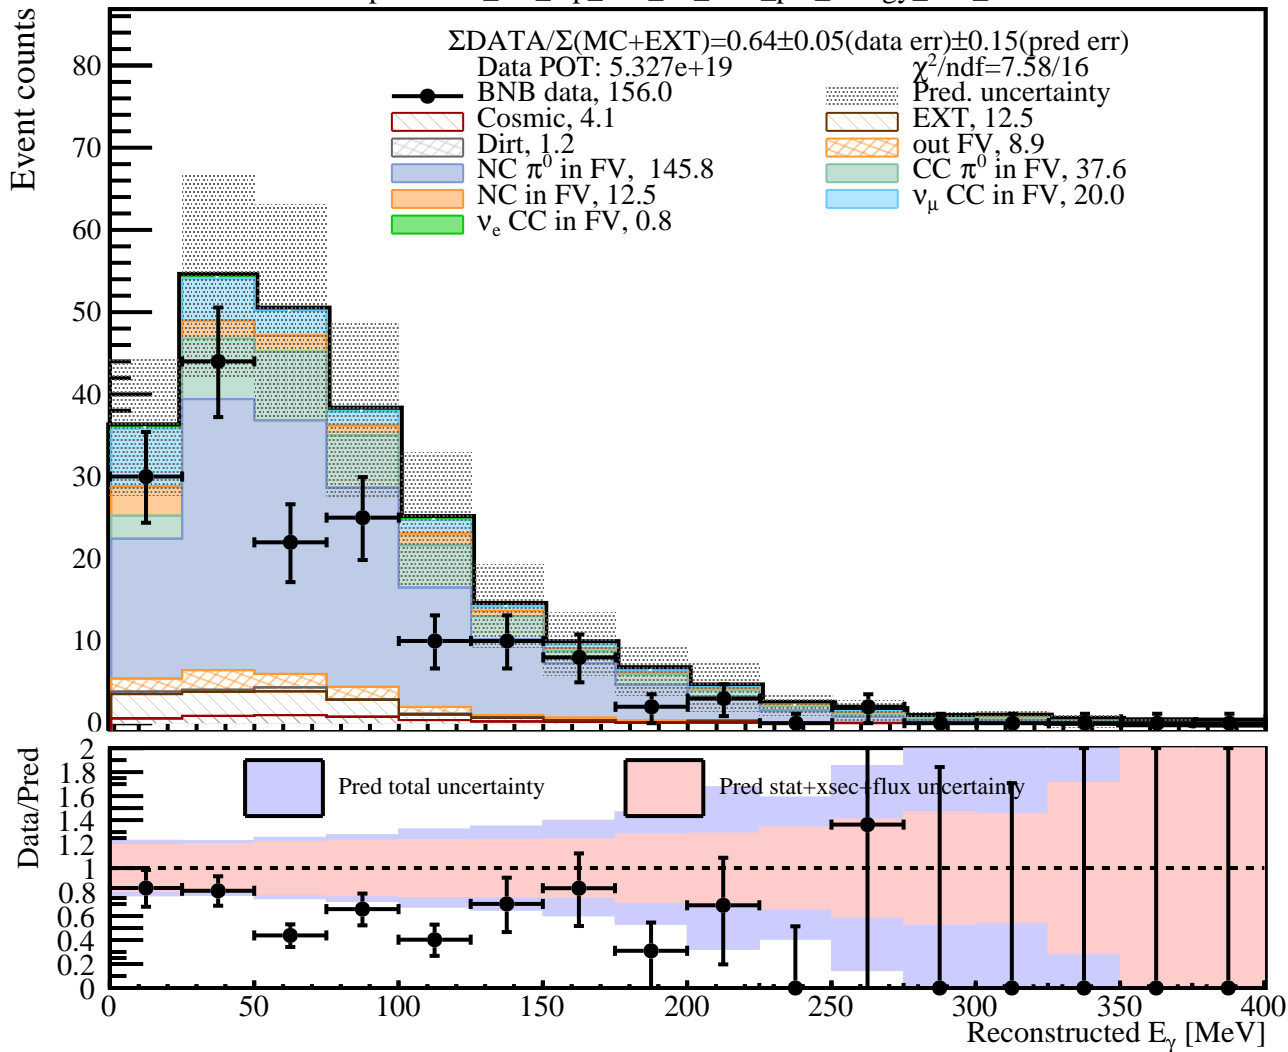 ΣDATA/Σ(MC+EXT)=0.64±0.05(data err)±0.15(pred err)
Data POT: 5.327e+19 χ²/ndf=7.58/16
BNB data, 156.0 Pred. uncertainty
Cosmic, 4.1 EXT, 12.5
Dirt, 1.2 out FV, 8.9
NC π⁰ in FV, 145.8 CC π⁰ in FV, 37.6
NC in FV, 12.5 ν_μ CC in FV, 20.0
ν_e CC in FV, 0.8
Event counts
80
70
60
50
40
30
20
10
0
Pred total uncertainty Pred stat+xsec+flux uncertainty
Data/Pred
2
1.8
1.6
1.4
1.2
1
0.8
0.6
0.4
0.2
0
0 50 100 150 200 250 300 350 400
Reconstructed E_γ [MeV]